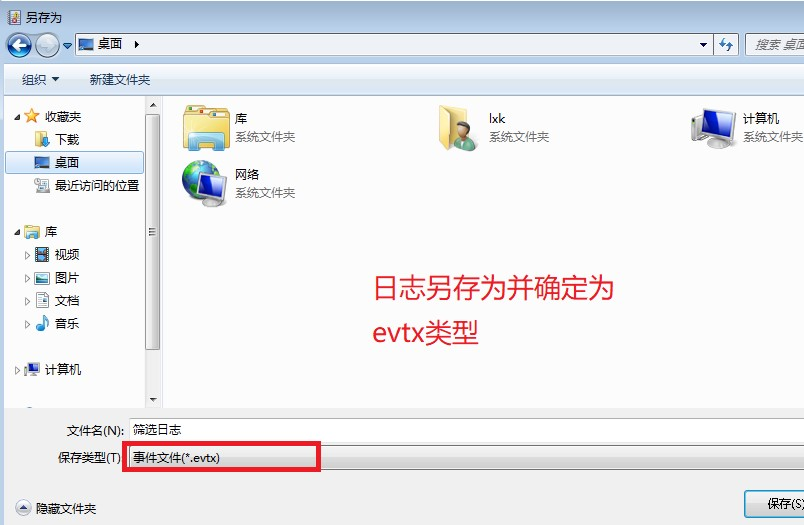 另存为
桌面
搜索 桌面
组织
新建文件夹
收藏夹
下载
桌面
最近访问的位置
库
视频
图片
文档
音乐
计算机
库
系统文件夹
lxk
系统文件夹
计算机
系统文件夹
网络
系统文件夹
日志另存为并确定为
evtx类型
文件名(N):
筛选日志
保存类型(T):
事件文件(*.evtx)
隐藏文件夹
保存(S)